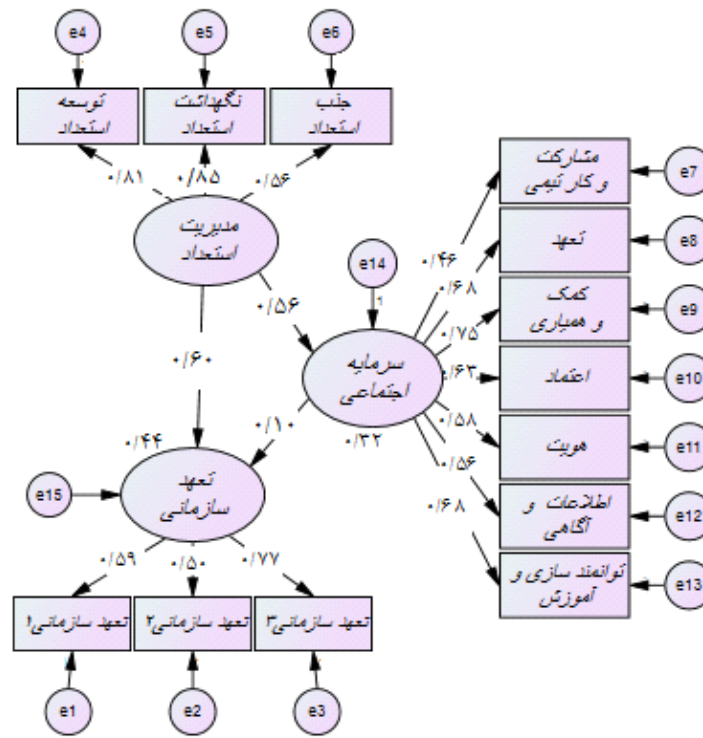 e4
e5
e6
توسعه
استعداد
نگهداشت
استعداد
جذب
استعداد
۰/۸۱
۰/۸۵
۰/۵۶
مدیریت
استعداد
مشارکت
و کار تیمی
e7
تعهد
e8
کمک
و همیاری
e9
اعتماد
e10
هویت
e11
اطلاعات و
آگاهی
e12
توانمند سازی و
آموزش
e13
e14
۱
۰/۴۶
۰/۶۸
۰/۷۵
۰/۶۳
۰/۵۸
۰/۵۶
۰/۶۸
۰/۵۶
سرمایه
اجتماعی
۰/۳۲
۰/۶۰
۰/۱۰
۰/۴۴
تعهد
سازمانی
e15
۰/۵۹
۰/۵۰
۰/۷۷
تعهد سازمانی۱
تعهد سازمانی۲
تعهد سازمانی۳
e1
e2
e3